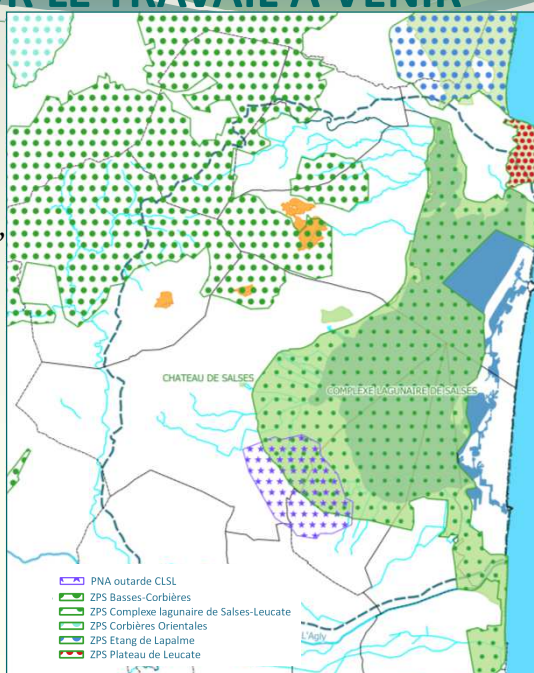 R LE TRAVAIL A VENIR
CHATEAU DE SALSES
COMPLEXE LAGUNAIRE DE SALSES
PNA outarde CLSL
ZPS Basses-Corbières
ZPS Complexe lagunaire de Salses-Leucate
ZPS Corbières Orientales
ZPS Etang de Lapalme
ZPS Plateau de Leucate
L'Agly